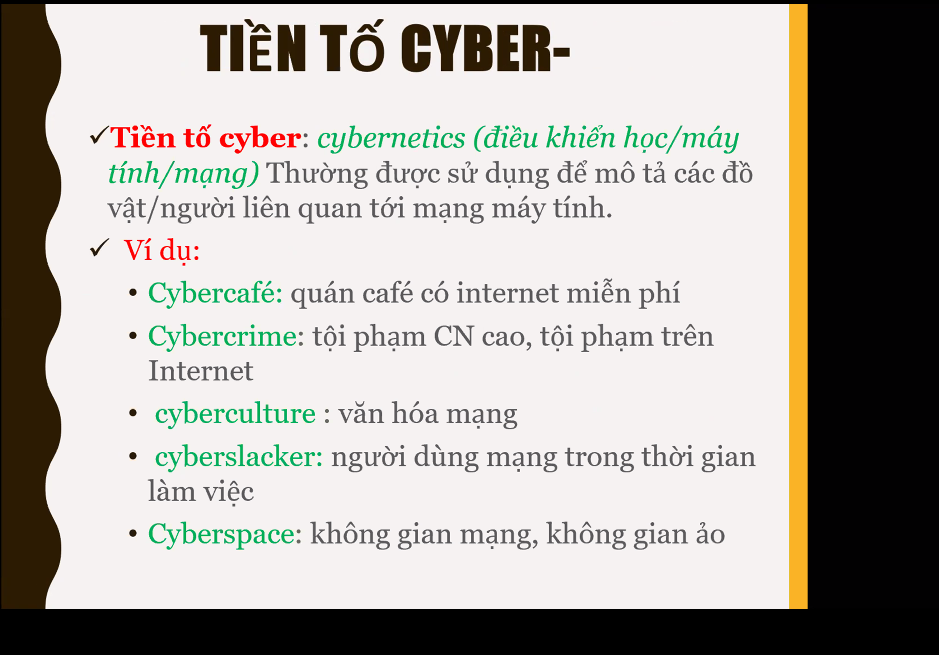 TIỀN TỐ CYBER-
✓Tiền tố cyber: cybernetics (điều khiển học/máy
tính/mạng) Thường được sử dụng để mô tả các đồ
vật/người liên quan tới mạng máy tính.
✓ Ví dụ:
• Cybercafé: quán café có internet miễn phí
• Cybercrime: tội phạm CN cao, tội phạm trên
Internet
• cyberculture : văn hóa mạng
• cyberslacker: người dùng mạng trong thời gian
làm việc
• Cyberspace: không gian mạng, không gian ảo